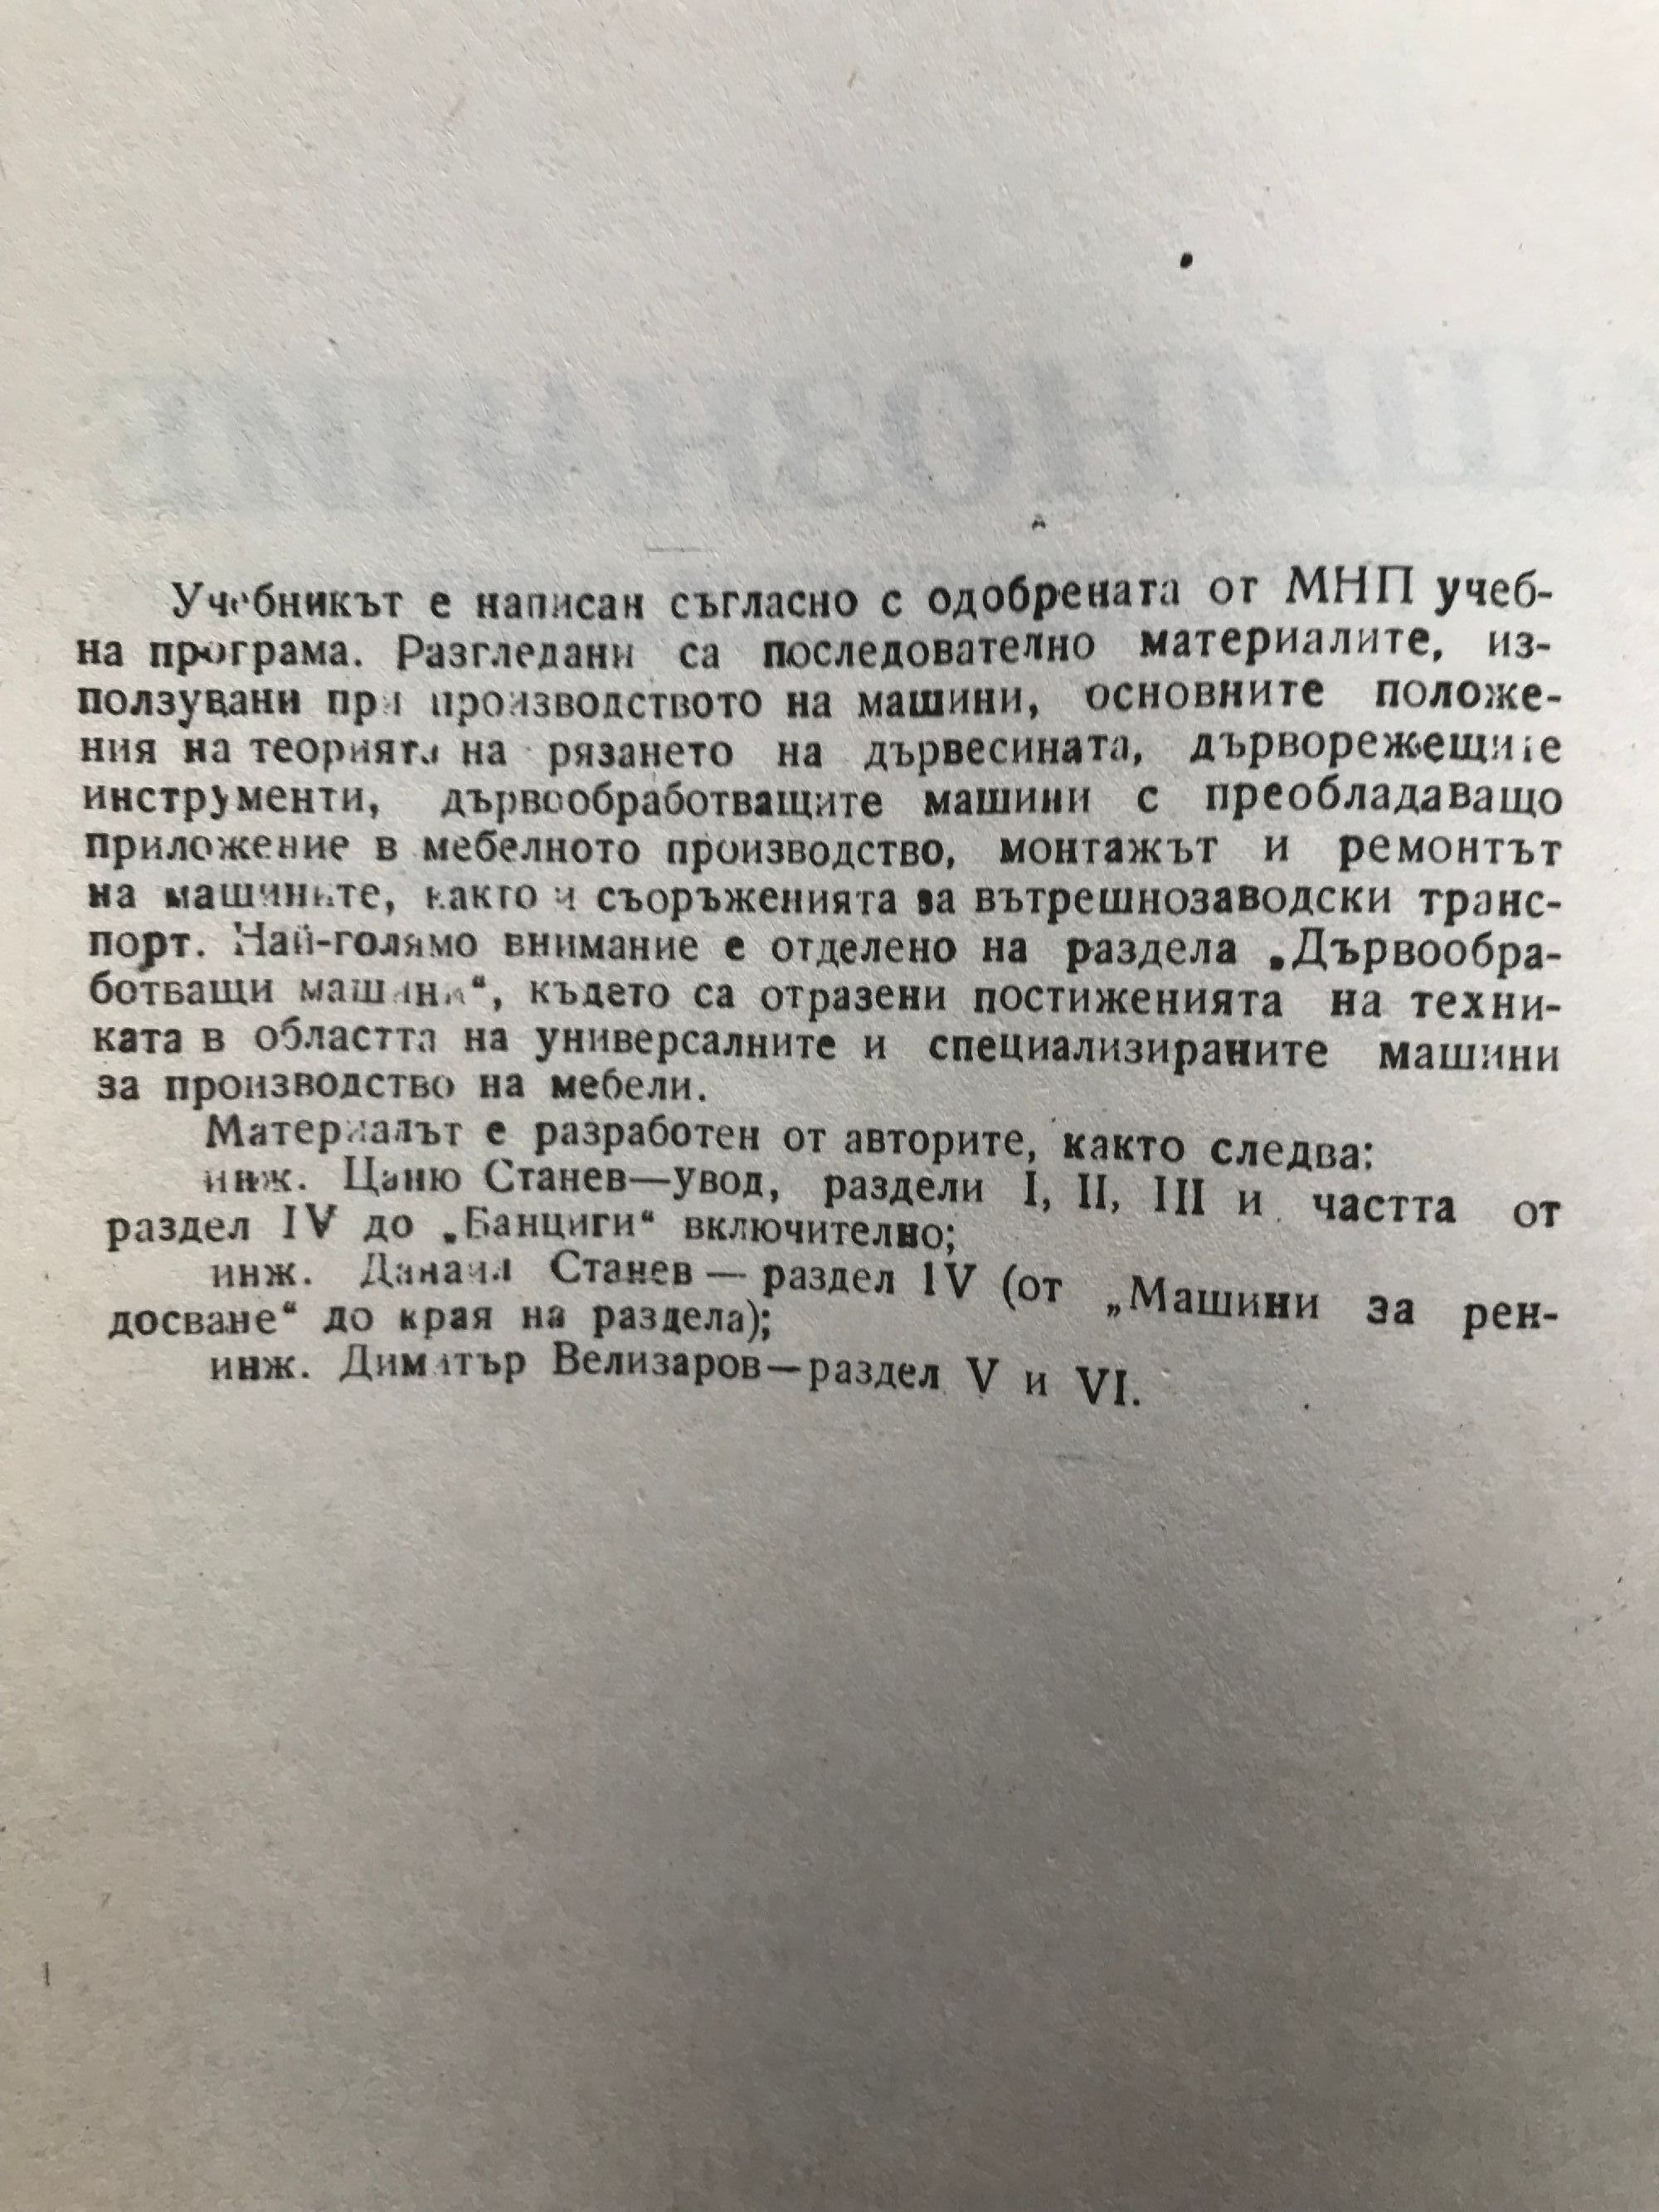 Учебникът е написан съгласно с одобрената от МНП учеб-
на програма. Разгледани са последователно материалите, из-
ползувани при производството на машини, основните положе-
ния на теорията на рязането на дървесината, дърворежещите
инструменти, дървообработващите машини с преобладаващо
приложение в мебелното производство, монтажът и ремонтът
на машините, както и съоръженията за вътрешнозаводски транс-
порт. Най-голямо внимание е отделено на раздела „Дървообра-
ботващи машини“, където са отразени постиженията на техни-
ката в областта на универсалните и специализираните машини
за производство на мебели.
Материалът е разработен от авторите, както следва:
инж. Цаню Станев—увод, раздели I, II, III и частта от
раздел IV до „Банциги“ включително;
инж. Данаил Станев — раздел IV (от „Машини за рен-
досване“ до края на раздела);
инж. Димитър Велизаров—раздел V и VI.